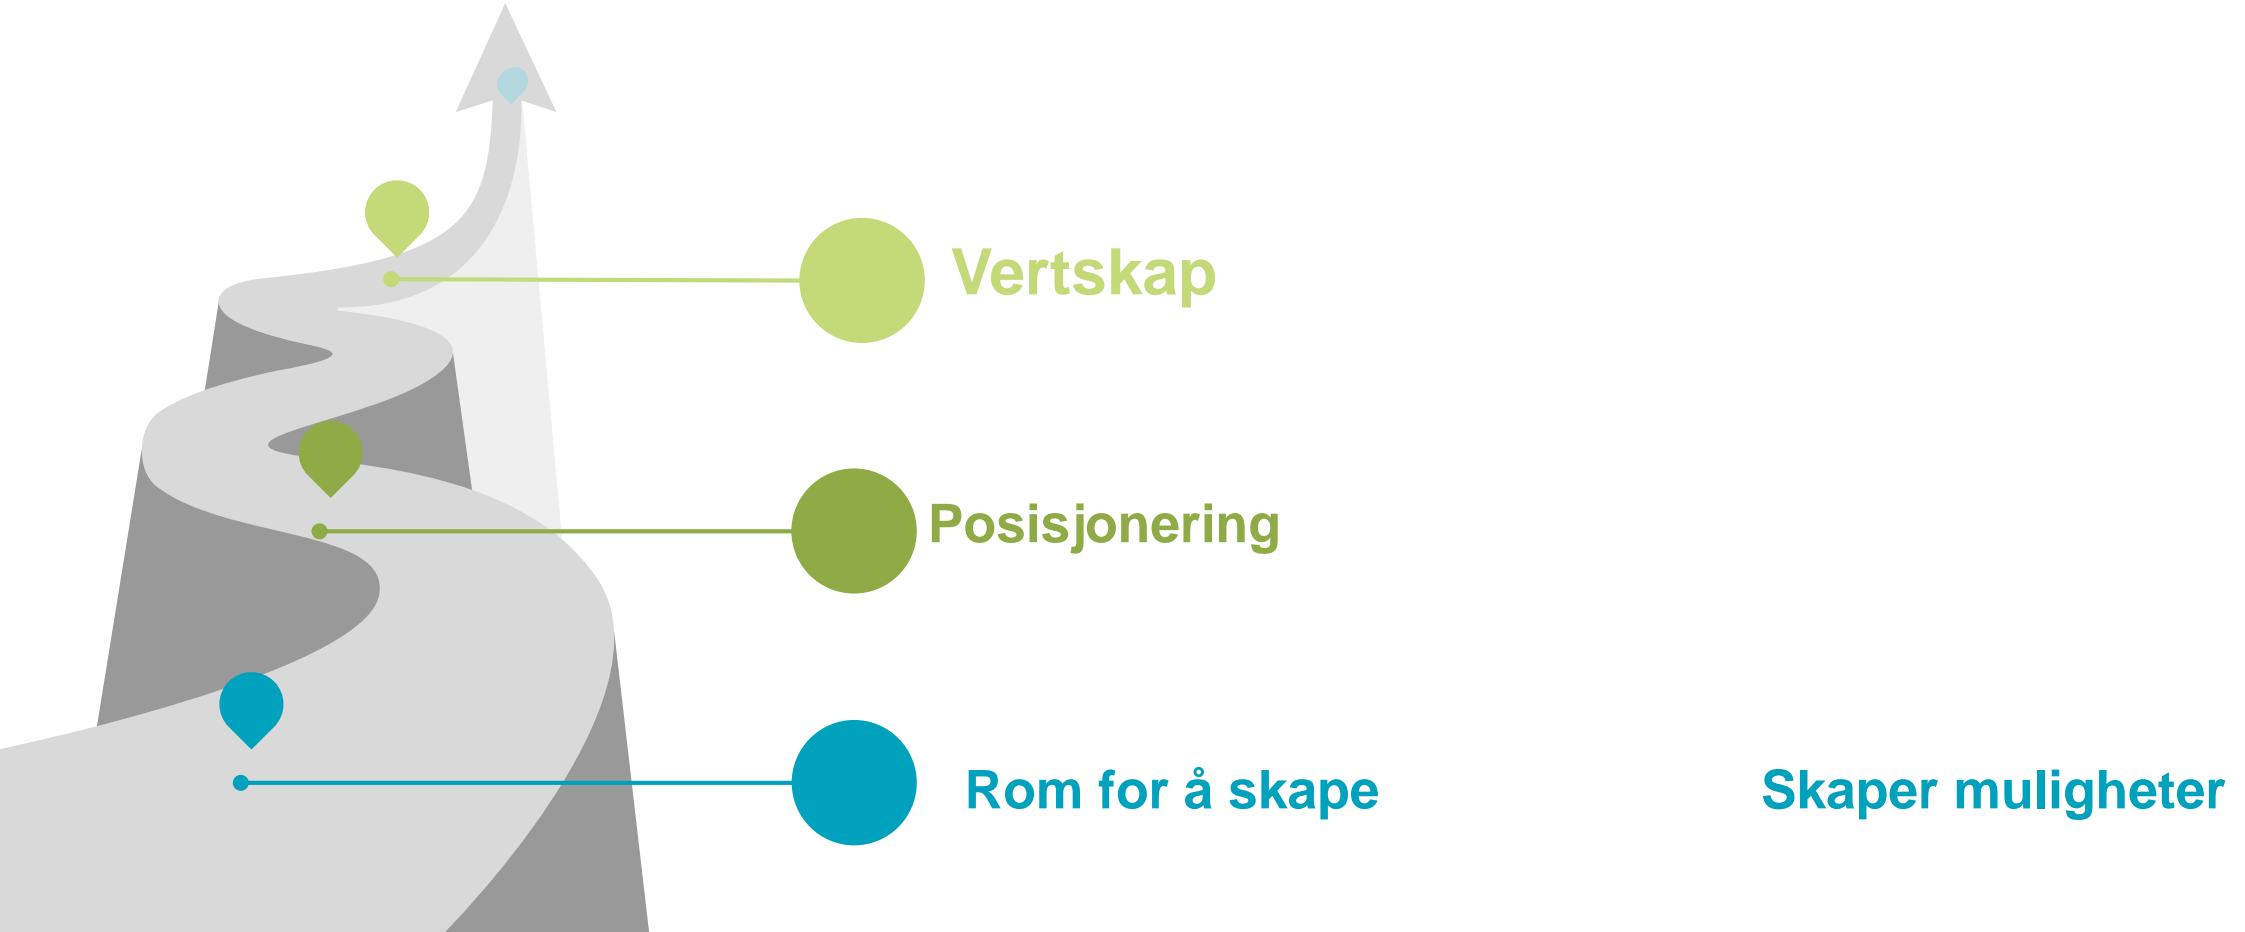 Vertskap
Posisjonering
Rom for å skape
Skaper muligheter